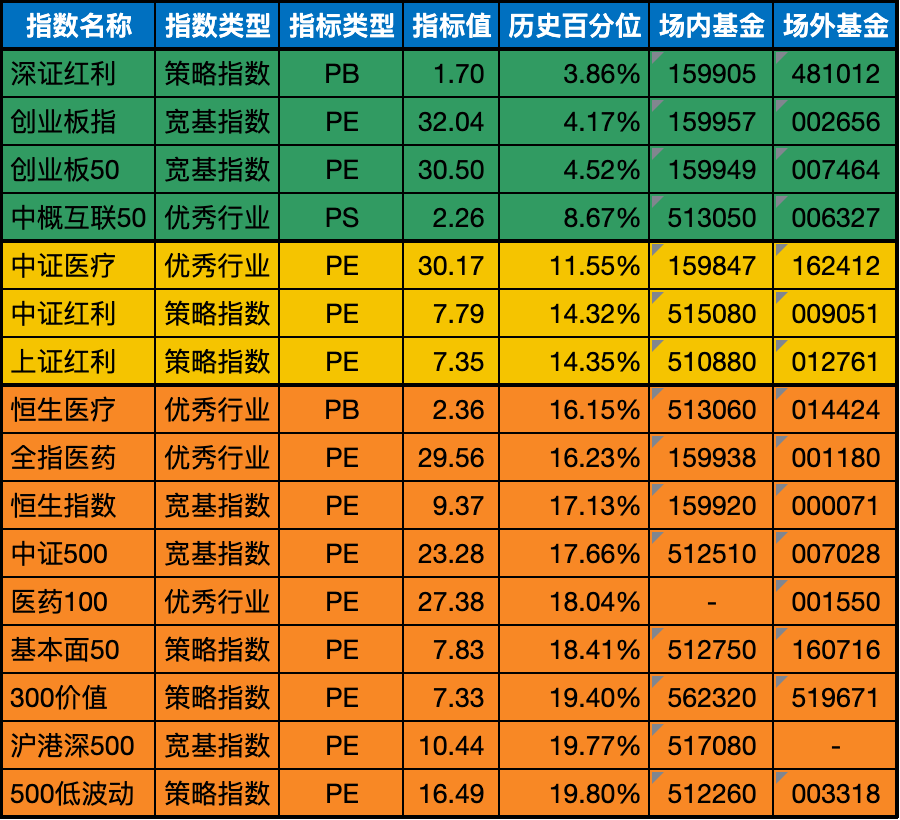 指数名称 指数类型 指标类型 指标值 历史百分位 场内基金 场外基金
深证红利 策略指数 PB 1.70 3.86% 159905 481012
创业板指 宽基指数 PE 32.04 4.17% 159957 002656
创业板50 宽基指数 PE 30.50 4.52% 159949 007464
中概互联50 优秀行业 PS 2.26 8.67% 513050 006327
中证医疗 优秀行业 PE 30.17 11.55% 159847 162412
中证红利 策略指数 PE 7.79 14.32% 515080 009051
上证红利 策略指数 PE 7.35 14.35% 510880 012761
恒生医疗 优秀行业 PB 2.36 16.15% 513060 014424
全指医药 优秀行业 PE 29.56 16.23% 159938 001180
恒生指数 宽基指数 PE 9.37 17.13% 159920 000071
中证500 宽基指数 PE 23.28 17.66% 512510 007028
医药100 优秀行业 PE 27.38 18.04% - 001550
基本面50 策略指数 PE 7.83 18.41% 512750 160716
300价值 策略指数 PE 7.33 19.40% 562320 519671
沪港深500 宽基指数 PE 10.44 19.77% 517080 -
500低波动 策略指数 PE 16.49 19.80% 512260 003318